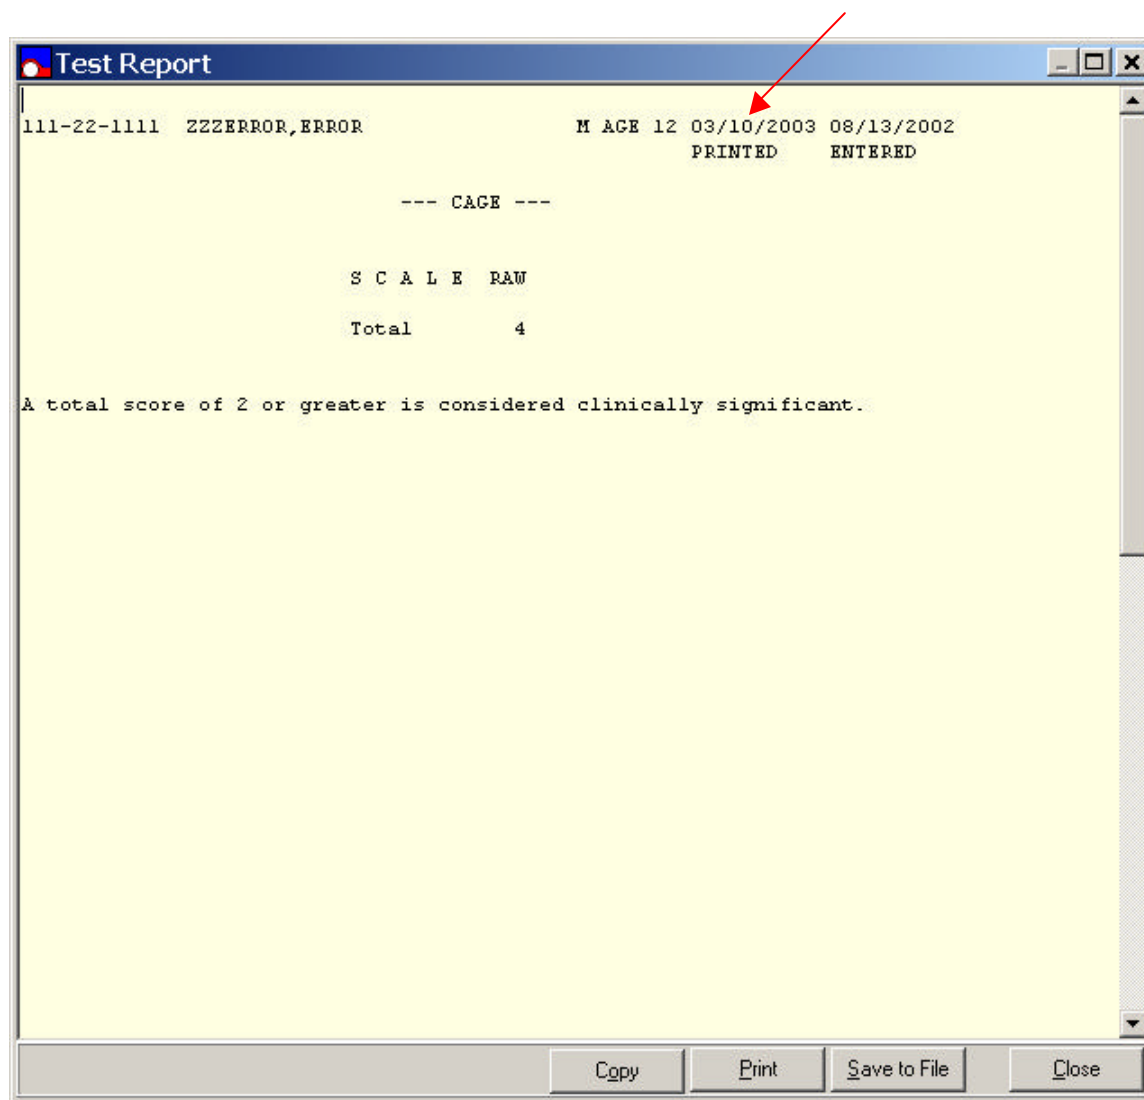 Test Report
111-22-1111 ZZZERROR,ERROR M AGE 12 03/10/2003 08/13/2002
PRINTED ENTERED
--- CAGE ---
S C A L E RAW
Total 4
A total score of 2 or greater is considered clinically significant.
Copy Print Save to File Close